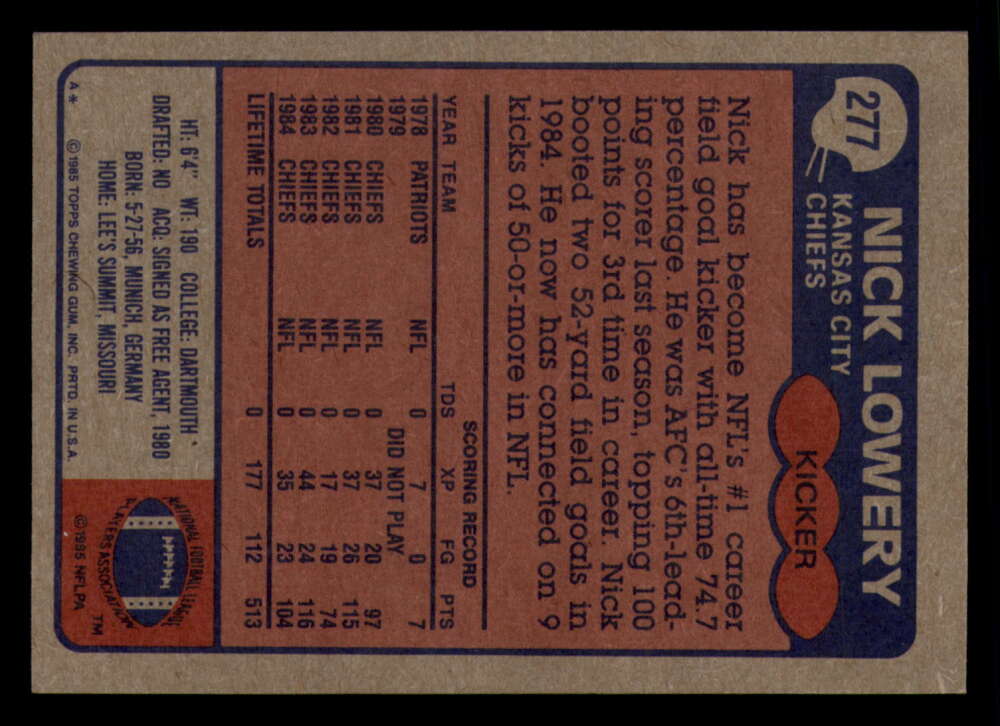 277
NICK LOWERY
KANSAS CITY
CHIEFS
KICKER
Nick has become NFL's #1 career
field goal kicker with all-time 74.7
percentage. He was AFC's 6th-lead-
ing scorer last season, topping 100
points for 3rd time in career. Nick
booted two 52-yard field goals in
1984. He now has connected on 9
kicks of 50-or-more in NFL.
SCORING RECORD
YEAR TEAM TDS XP FG PTS
1978 PATRIOTS NFL 0 7 0 7
1979 DID NOT PLAY
1980 CHIEFS NFL 0 37 20 97
1981 CHIEFS NFL 0 37 26 115
1982 CHIEFS NFL 0 17 19 74
1983 CHIEFS NFL 0 44 24 116
1984 CHIEFS NFL 0 35 23 104
LIFETIME TOTALS 0 177 112 513
HT: 6'4" WT: 190 COLLEGE: DARTMOUTH
DRAFTED: NO ACQ: SIGNED AS FREE AGENT, 1980
BORN: 5-27-56, MUNICH, GERMANY
HOME: LEE'S SUMMIT, MISSOURI
A* © 1985 TOPPS CHEWING GUM, INC. PRTD. IN U.S.A.
NATIONAL FOOTBALL LEAGUE
PLAYERS ASSOCIATION
TM
© 1985 NFLPA